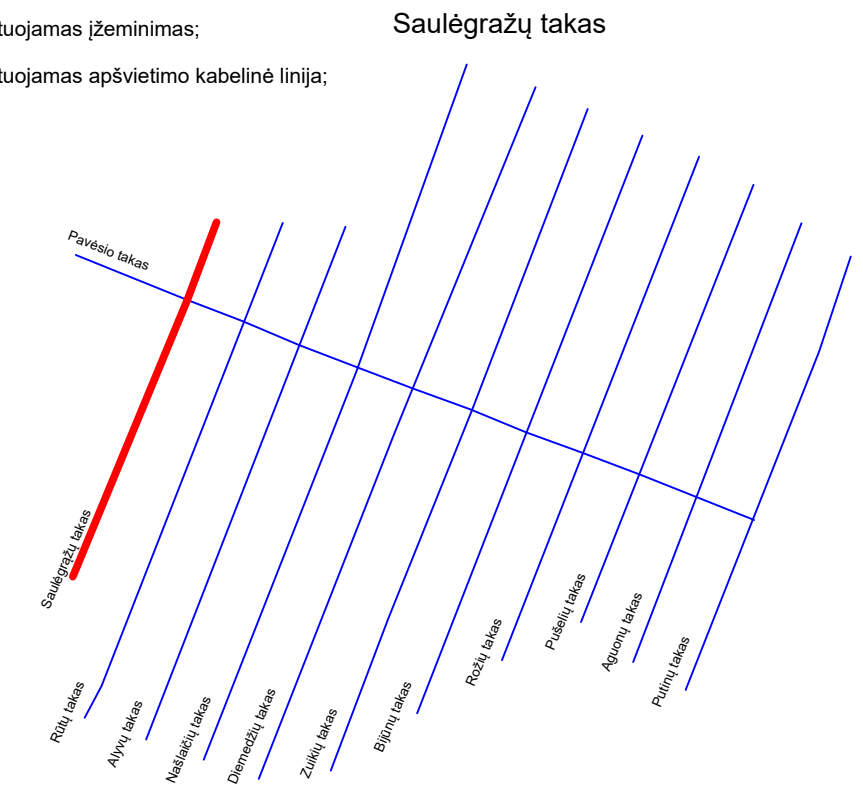 tuojamas įžeminimas;
Saulėgražų takas
tuojamas apšvietimo kabelinė linija;
Pavėsio takas
Saulėgrąžų takas
Rūtų takas
Alyvų takas
Našlaičių takas
Diemedžių takas
Zuikių takas
Bijūnų takas
Rožių takas
Pušelių takas
Aguonų takas
Putinų takas